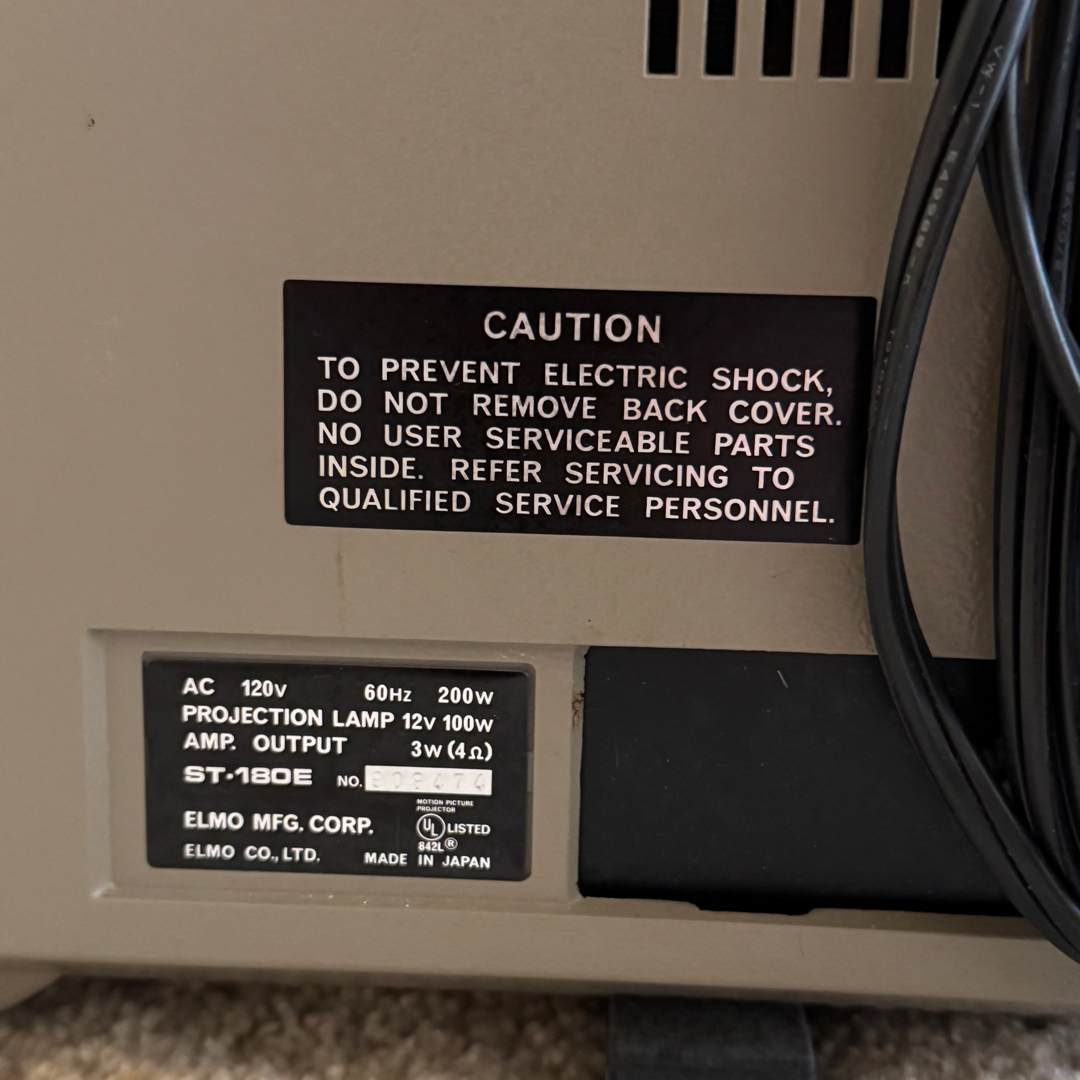 VW-1
CAUTION
TO PREVENT ELECTRIC SHOCK,
DO NOT REMOVE BACK COVER.
NO USER SERVICEABLE PARTS
INSIDE. REFER SERVICING TO
QUALIFIED SERVICE PERSONNEL.
AC 120V 60Hz 200W
PROJECTION LAMP 12V 100W
AMP. OUTPUT 3W (4Ω)
ST-180E NO.
MOTION PICTURE
PROJECTOR
ELMO MFG. CORP. UL LISTED
842L ®
ELMO CO., LTD. MADE IN JAPAN